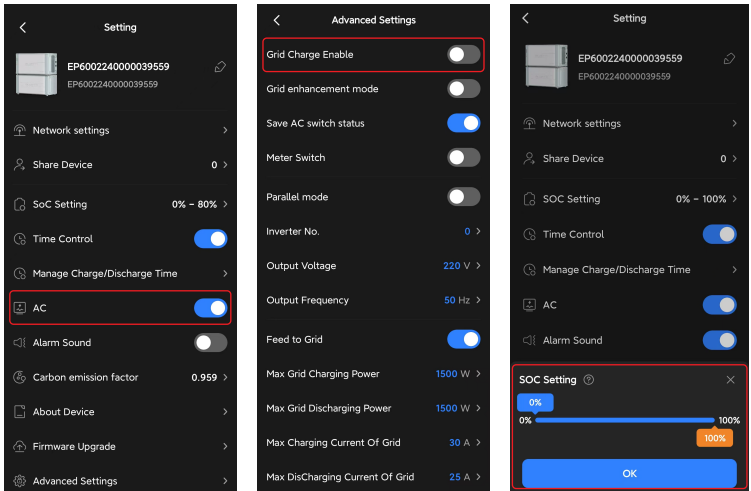 Setting
EP6002240000039559
EP6002240000039559
Network settings
Share Device 0
SoC Setting 0% – 80%
Time Control
Manage Charge/Discharge Time
AC
Alarm Sound
Carbon emission factor 0.959
About Device
Firmware Upgrade
Advanced Settings
Advanced Settings
Grid Charge Enable
Grid enhancement mode
Save AC switch status
Meter Switch
Parallel mode
Inverter No. 0
Output Voltage 220 V
Output Frequency 50 Hz
Feed to Grid
Max Grid Charging Power 1500 W
Max Grid Discharging Power 1500 W
Max Charging Current Of Grid 30 A
Max DisCharging Current Of Grid 25 A
Setting
EP6002240000039559
EP6002240000039559
Network settings
Share Device 0
SOC Setting 0% – 100%
Time Control
Manage Charge/Discharge Time
AC
Alarm Sound
SOC Setting
0%
0% 100%
100%
OK